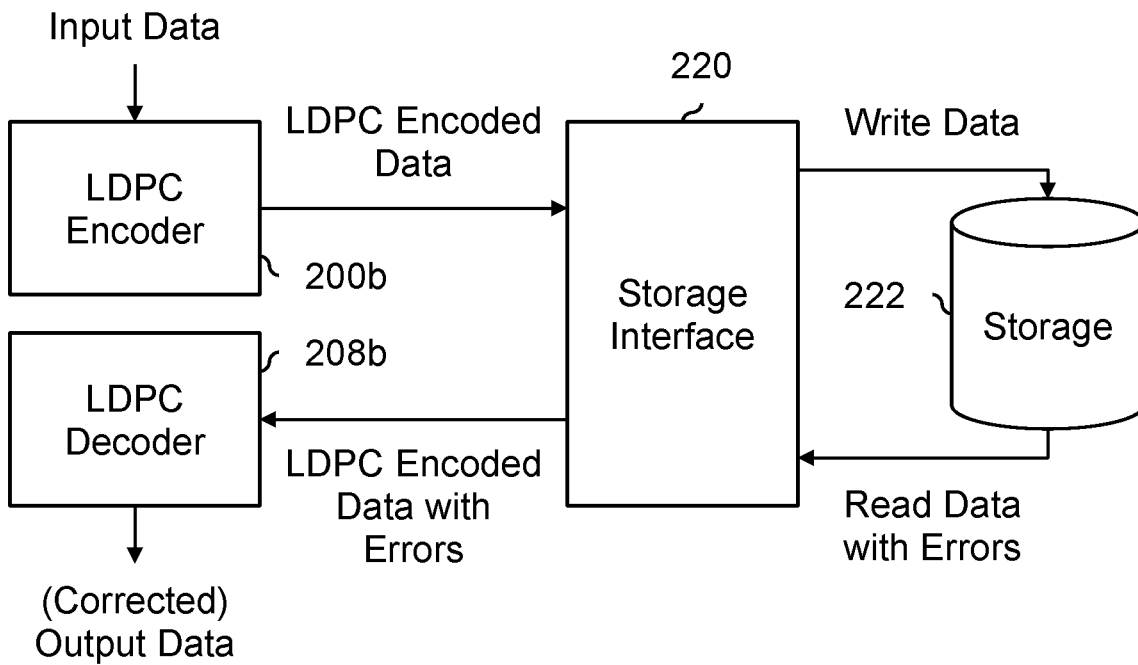 Input Data
220
LDPC Encoded
Data
Write Data
LDPC
Encoder
200b
Storage
Interface
222
Storage
208b
LDPC
Decoder
LDPC Encoded
Data with
Errors
Read Data
with Errors
(Corrected)
Output Data